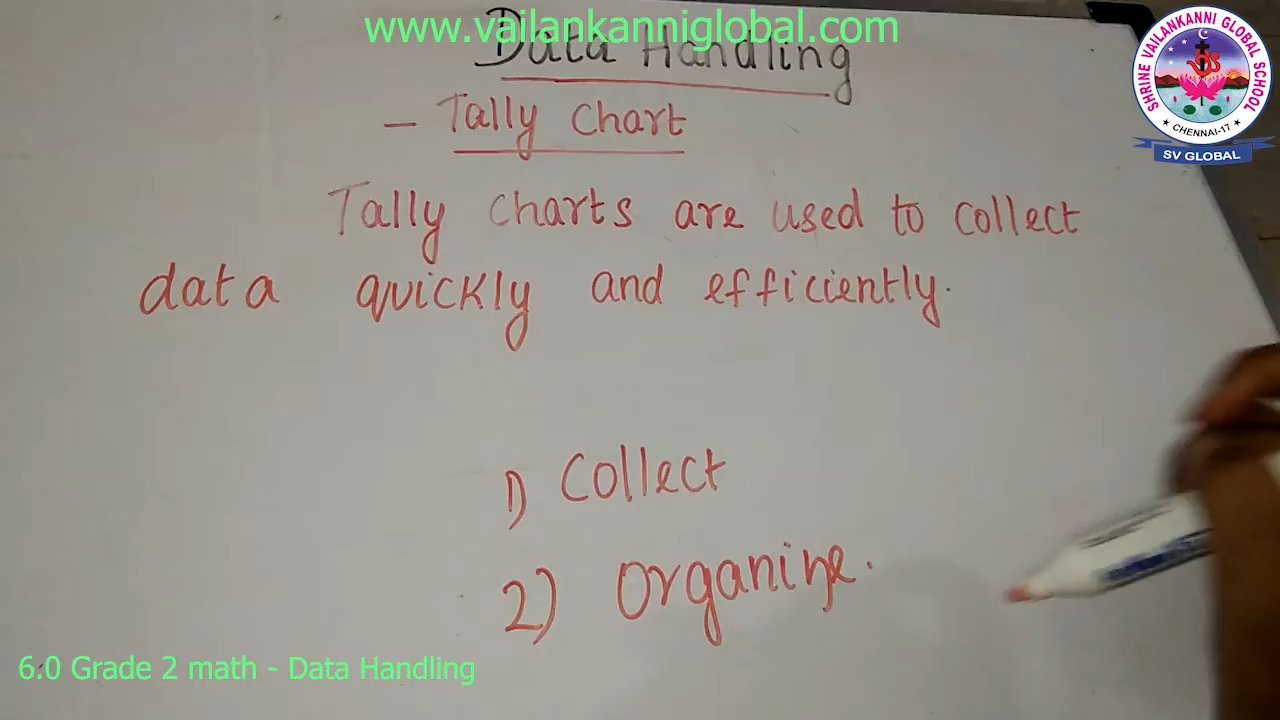 www.vailankanniglobal.com
Data Handling
- Tally Chart
Tally charts are used to collect
data quickly and efficiently.
1) Collect
2) Organize.
6.0 Grade 2 math - Data Handling
SHRINE VAILANKANNI GLOBAL SCHOOL
★ CHENNAI-17 ★
SV GLOBAL